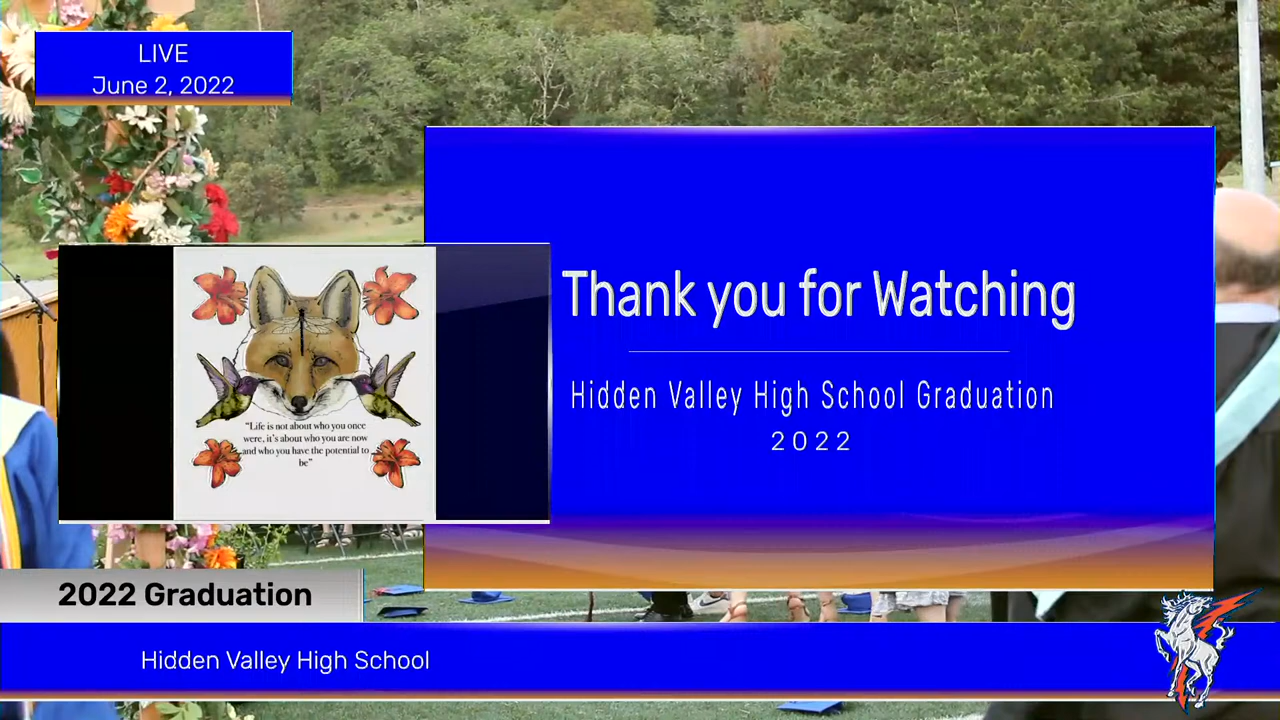 LIVE
June 2, 2022
Thank you for Watching
Hidden Valley High School Graduation
2022
"Life is not about who you once
were, it's about who you are now
and who you have the potential to
be"
2022 Graduation
Hidden Valley High School